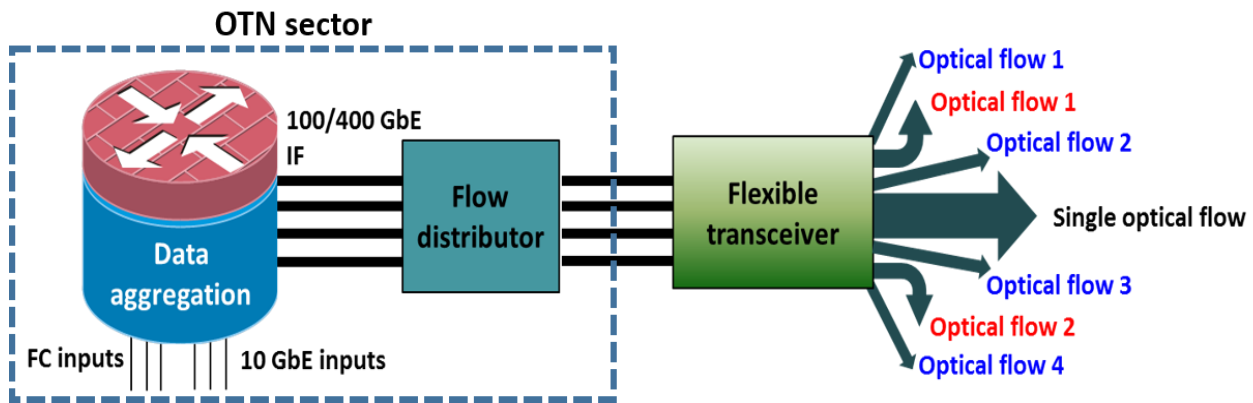 OTN sector
100/400 GbE
IF
Data
aggregation
FC inputs
10 GbE inputs
Flow
distributor
Flexible
transceiver
Optical flow 1
Optical flow 1
Optical flow 2
Single optical flow
Optical flow 3
Optical flow 2
Optical flow 4